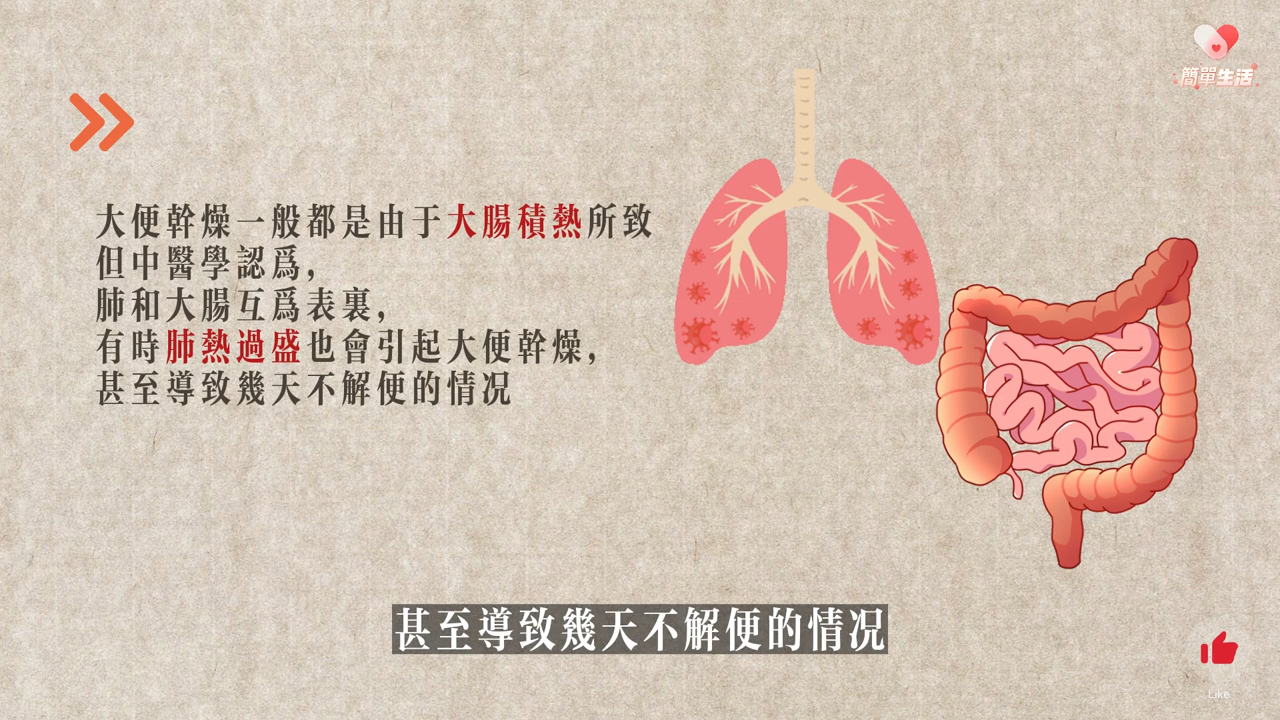 簡單生活
大便幹燥一般都是由于大腸積熱所致
但中醫學認爲，
肺和大腸互爲表裏，
有時肺熱過盛也會引起大便幹燥，
甚至導致幾天不解便的情况
甚至導致幾天不解便的情况
Like